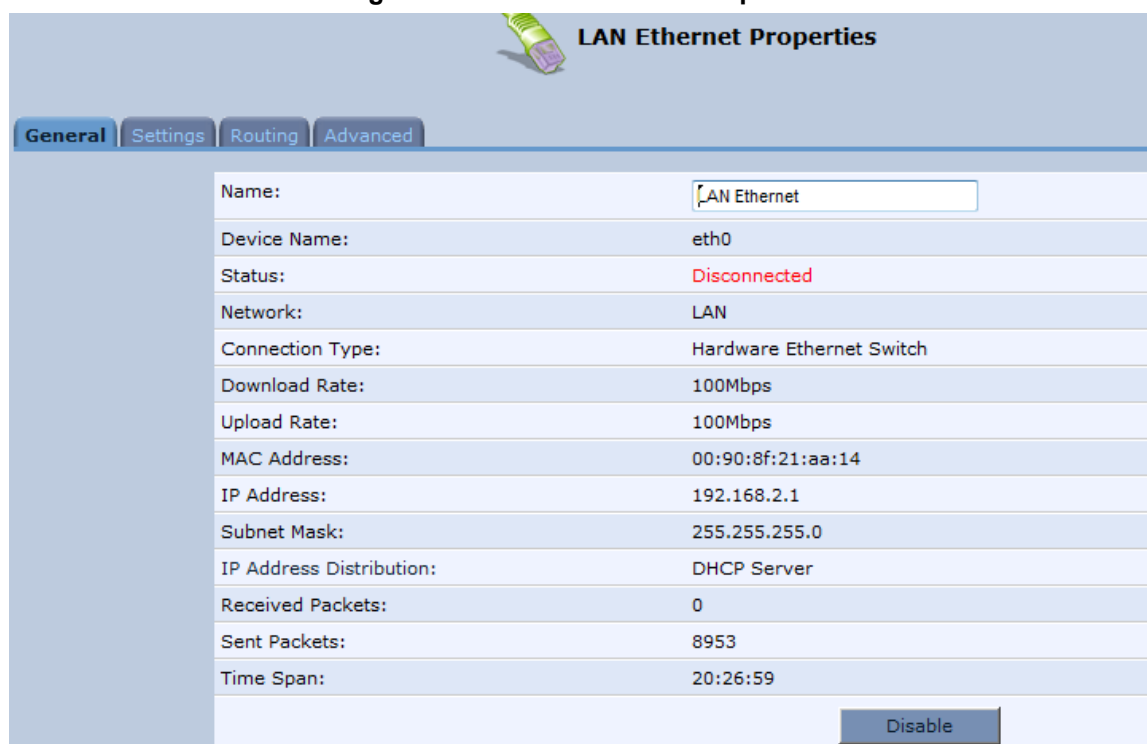 LAN Ethernet Properties
General Settings Routing Advanced
Name: LAN Ethernet
Device Name: eth0
Status: Disconnected
Network: LAN
Connection Type: Hardware Ethernet Switch
Download Rate: 100Mbps
Upload Rate: 100Mbps
MAC Address: 00:90:8f:21:aa:14
IP Address: 192.168.2.1
Subnet Mask: 255.255.255.0
IP Address Distribution: DHCP Server
Received Packets: 0
Sent Packets: 8953
Time Span: 20:26:59
Disable